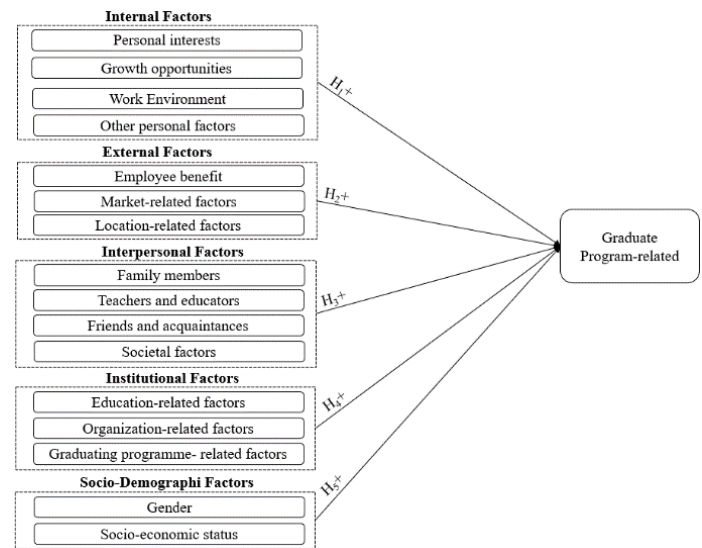 Internal Factors
Personal interests
Growth opportunities
Work Environment
Other personal factors
H1+
External Factors
Employee benefit
Market-related factors
Location-related factors
H2+
Interpersonal Factors
Family members
Teachers and educators
Friends and acquaintances
Societal factors
H3+
Institutional Factors
Education-related factors
Organization-related factors
Graduating programme- related factors
H4+
Socio-Demographi Factors
Gender
Socio-economic status
H5+
Graduate
Program-related